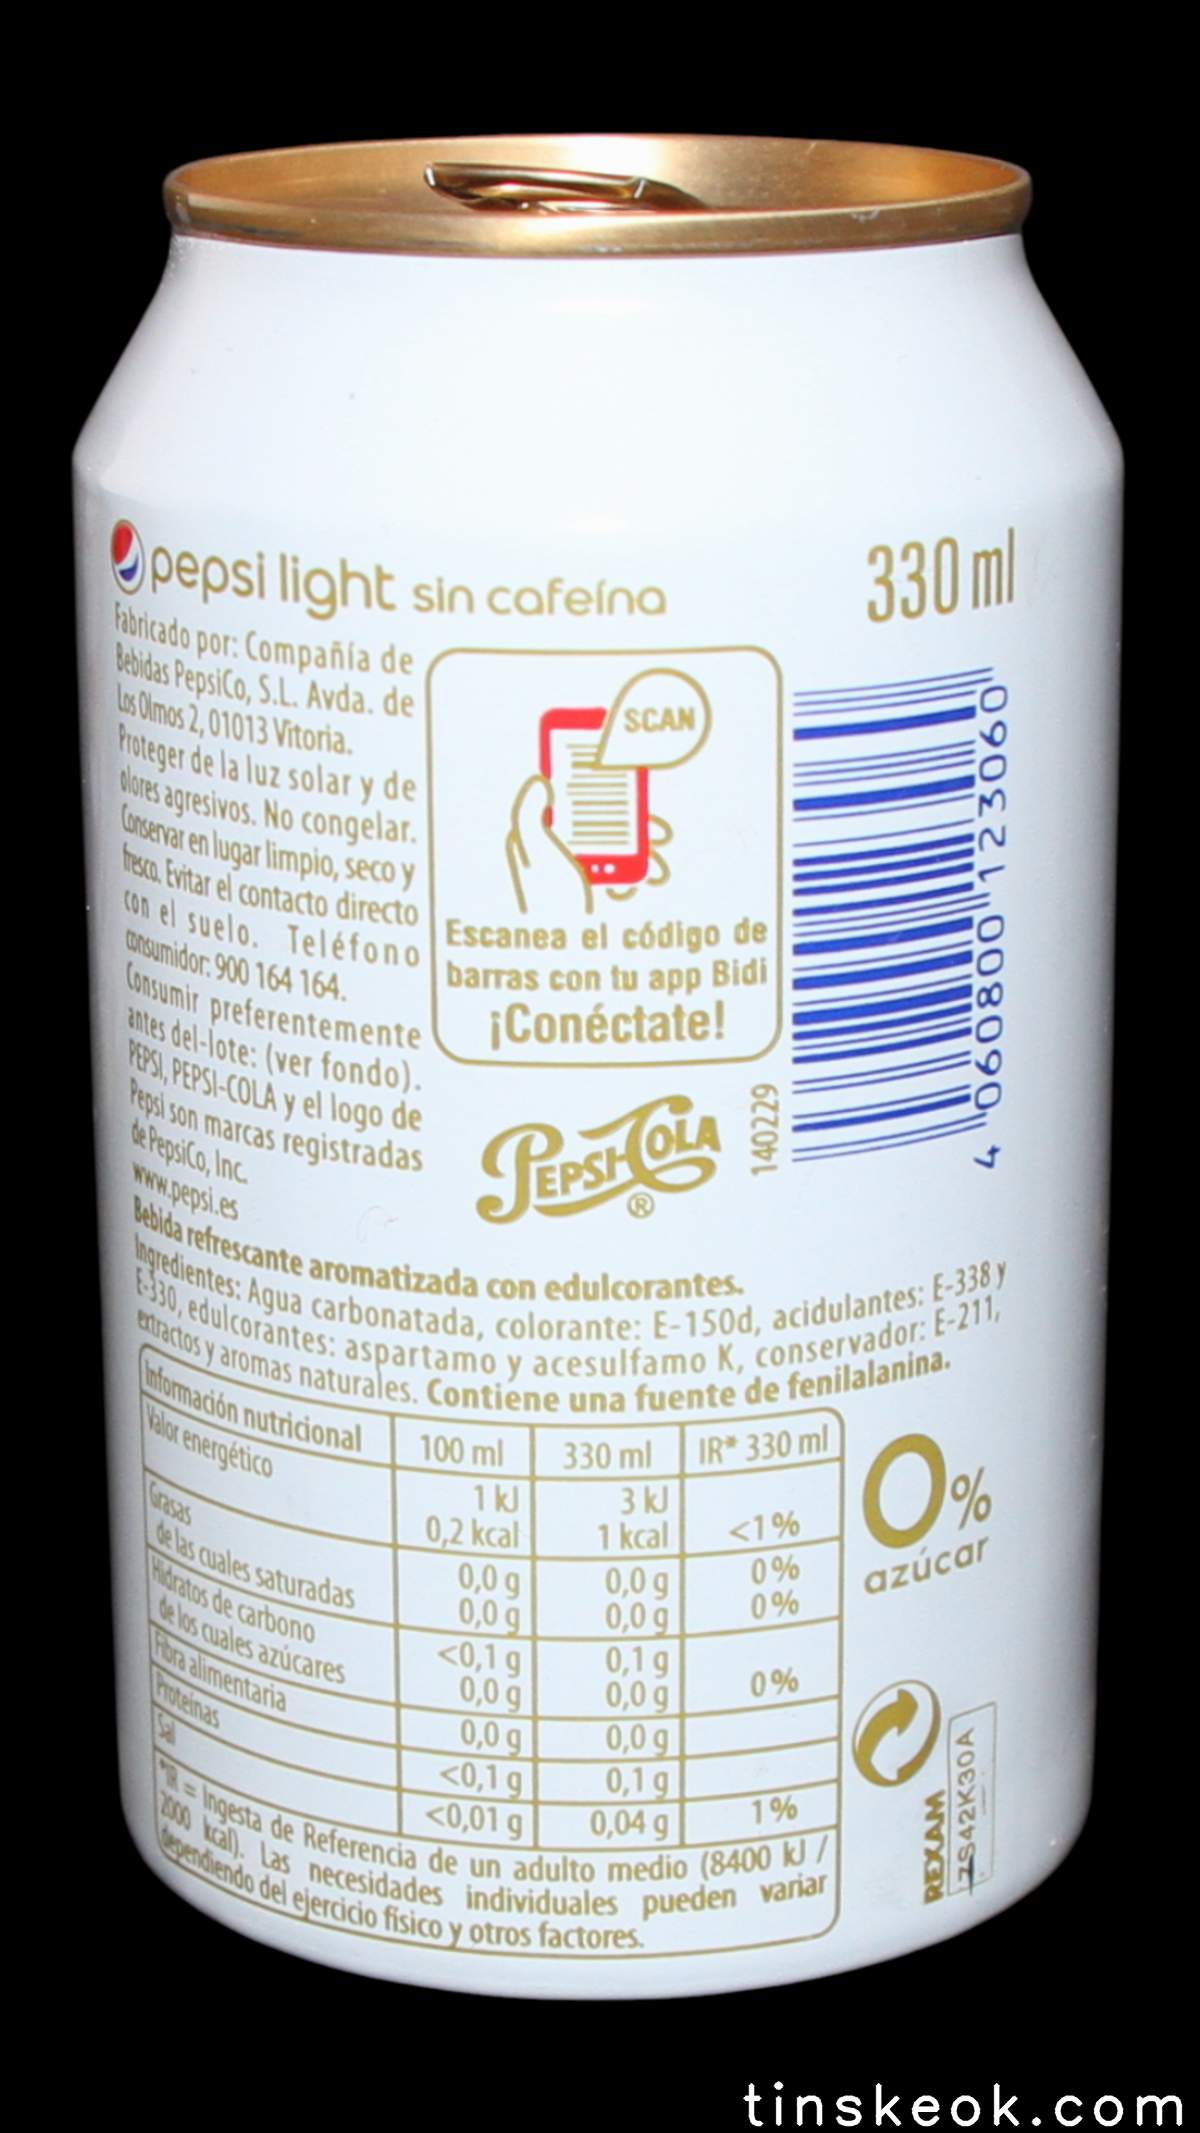 pepsi light sin cafeína
330 ml
Fabricado por: Compañía de
Bebidas PepsiCo, S.L. Avda. de
Los Olmos 2, 01013 Vitoria.
Proteger de la luz solar y de
olores agresivos. No congelar.
Conservar en lugar limpio, seco y
fresco. Evitar el contacto directo
con el suelo. Teléfono
consumidor: 900 164 164.
Consumir preferentemente
antes del-lote: (ver fondo).
PEPSI, PEPSI-COLA y el logo de
Pepsi son marcas registradas
de PepsiCo, Inc.
www.pepsi.es
SCAN
Escanea el código de
barras con tu app Bidi
¡Conéctate!
PEPSI-COLA
®
140229
4 060800 123060
Bebida refrescante aromatizada con edulcorantes.
Ingredientes: Agua carbonatada, colorante: E-150d, acidulantes: E-338 y
E-330, edulcorantes: aspartamo y acesulfamo K, conservador: E-211,
extractos y aromas naturales. Contiene una fuente de fenilalanina.
Información nutricional 100 ml 330 ml IR* 330 ml
Valor energético 1 kJ 3 kJ
0,2 kcal 1 kcal <1%
Grasas 0,0 g 0,0 g 0%
de las cuales saturadas 0,0 g 0,0 g 0%
Hidratos de carbono <0,1 g 0,1 g
de los cuales azúcares 0,0 g 0,0 g 0%
Fibra alimentaria 0,0 g 0,0 g
Proteínas <0,1 g 0,1 g
Sal <0,01 g 0,04 g 1%
*IR = Ingesta de Referencia de un adulto medio (8400 kJ /
2000 kcal). Las necesidades individuales pueden variar
dependiendo del ejercicio físico y otros factores.
0%
azúcar
REXAM
ZS42K30A
tinskeok.com